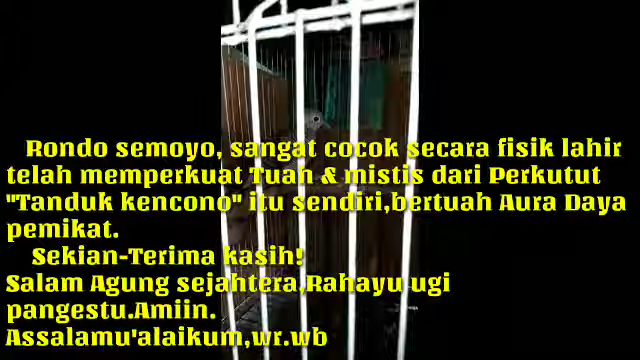 Rondo semoyo, sangat cocok secara fisik lahir
telah memperkuat Tuah & mistis dari Perkutut
"Tanduk kencono" itu sendiri,bertuah Aura Daya
pemikat.
Sekian-Terima kasih!
Salam Agung sejahtera,Rahayu ugi
pangestu.Amiin.
Assalamu'alaikum,wr.wb